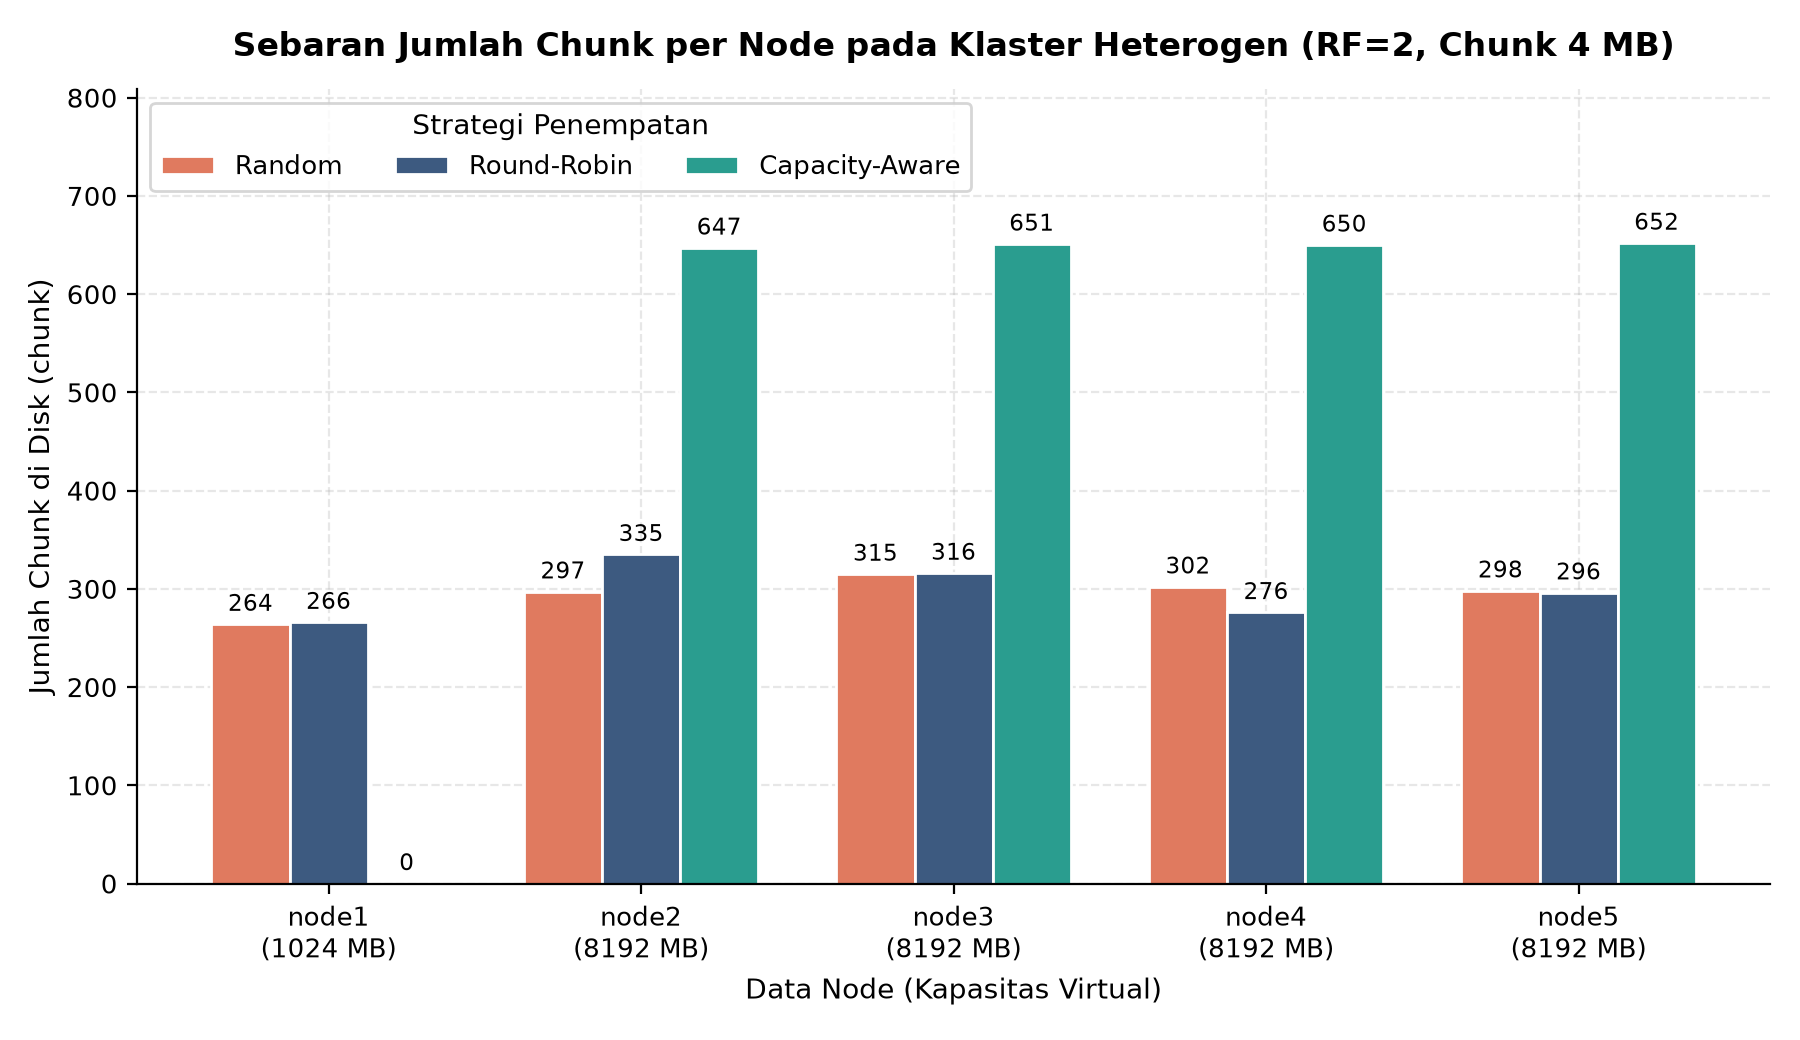 Sebaran Jumlah Chunk per Node pada Klaster Heterogen (RF=2, Chunk 4 MB)
Strategi Penempatan
Random Round-Robin Capacity-Aware
Jumlah Chunk di Disk (chunk)
800
700
600
500
400
300
200
100
0
264 266 0
297 335 647
315 316 651
302 276 650
298 296 652
node1 node2 node3 node4 node5
(1024 MB) (8192 MB) (8192 MB) (8192 MB) (8192 MB)
Data Node (Kapasitas Virtual)